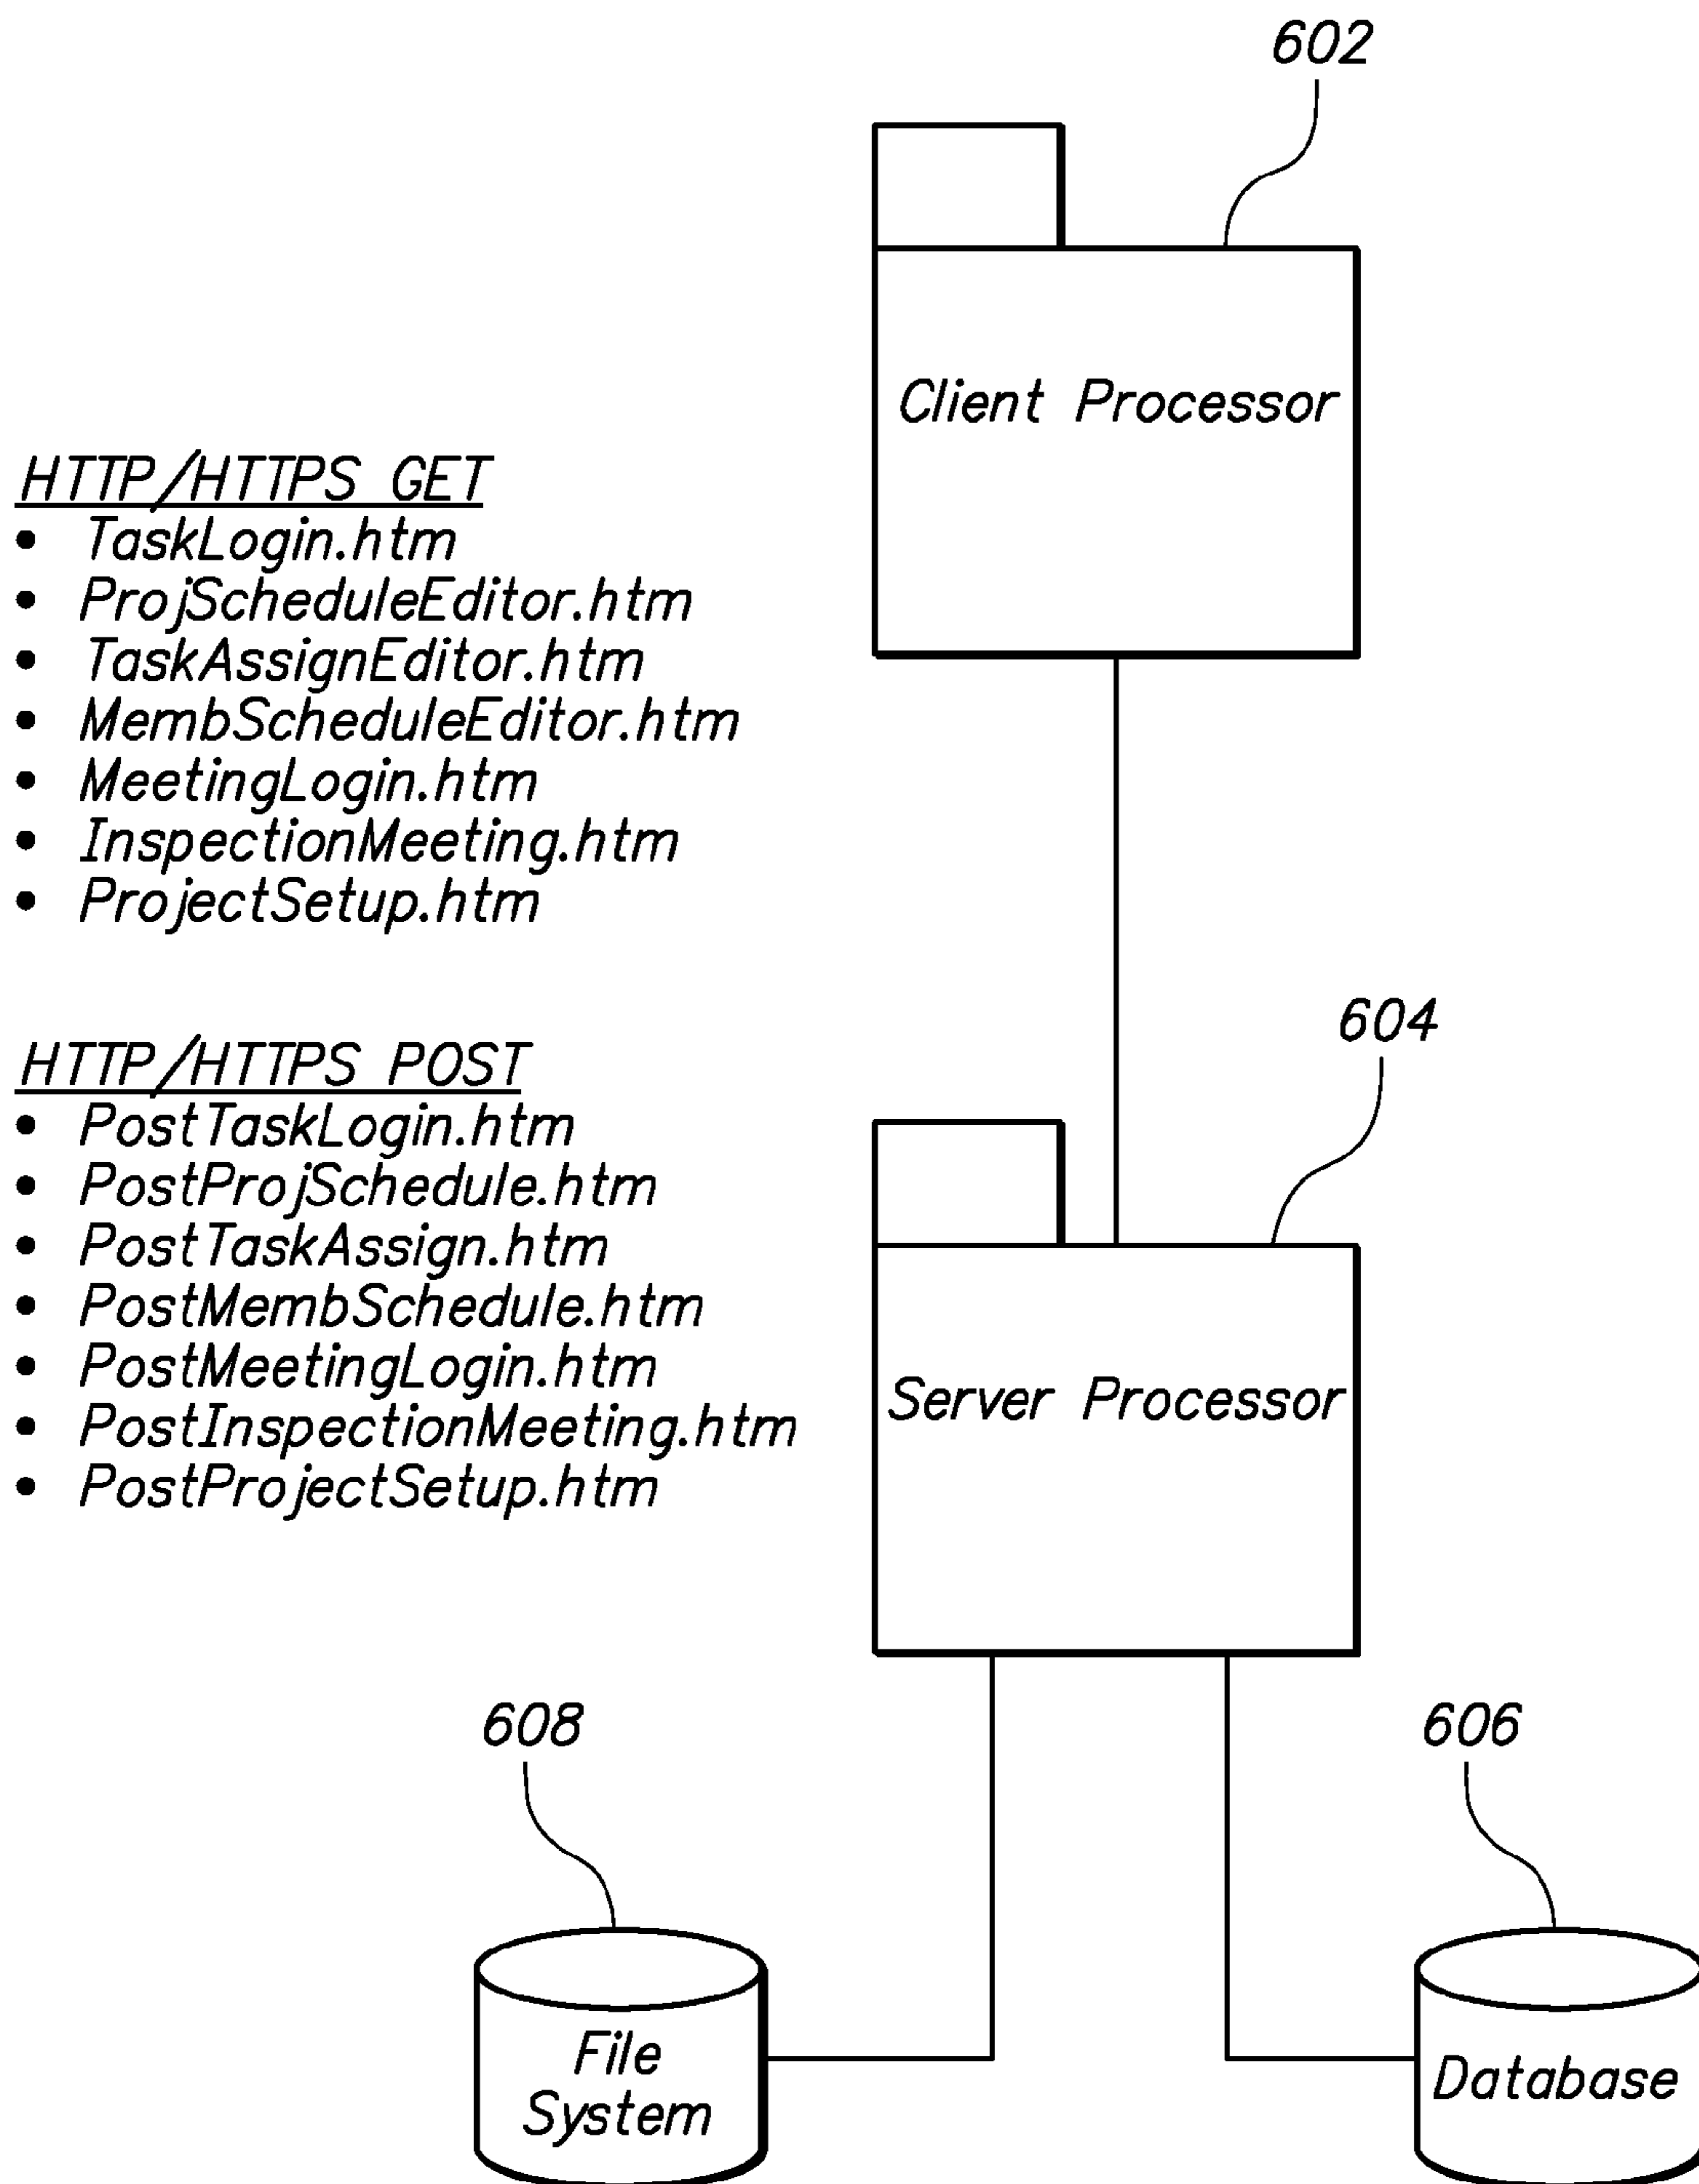 602
Client Processor
HTTP/HTTPS GET
• TaskLogin.htm
• ProjScheduleEditor.htm
• TaskAssignEditor.htm
• MembScheduleEditor.htm
• MeetingLogin.htm
• InspectionMeeting.htm
• ProjectSetup.htm
604
HTTP/HTTPS POST
• PostTaskLogin.htm
• PostProjSchedule.htm
• PostTaskAssign.htm
• PostMembSchedule.htm
• PostMeetingLogin.htm
• PostInspectionMeeting.htm
• PostProjectSetup.htm
Server Processor
608
606
File
System
Database